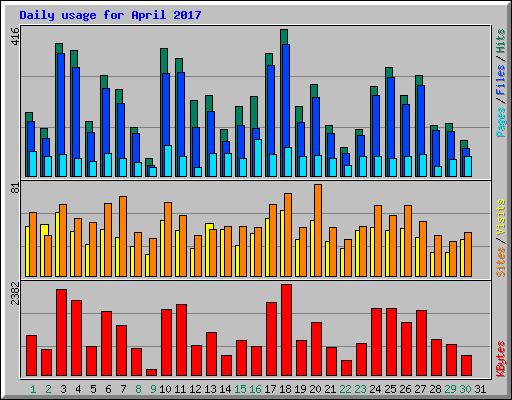 Daily usage for April 2017
416
Pages / Files / Hits
81
Sites / Visits
2382
KBytes
1 2 3 4 5 6 7 8 9 10 11 12 13 14 15 16 17 18 19 20 21 22 23 24 25 26 27 28 29 30 31